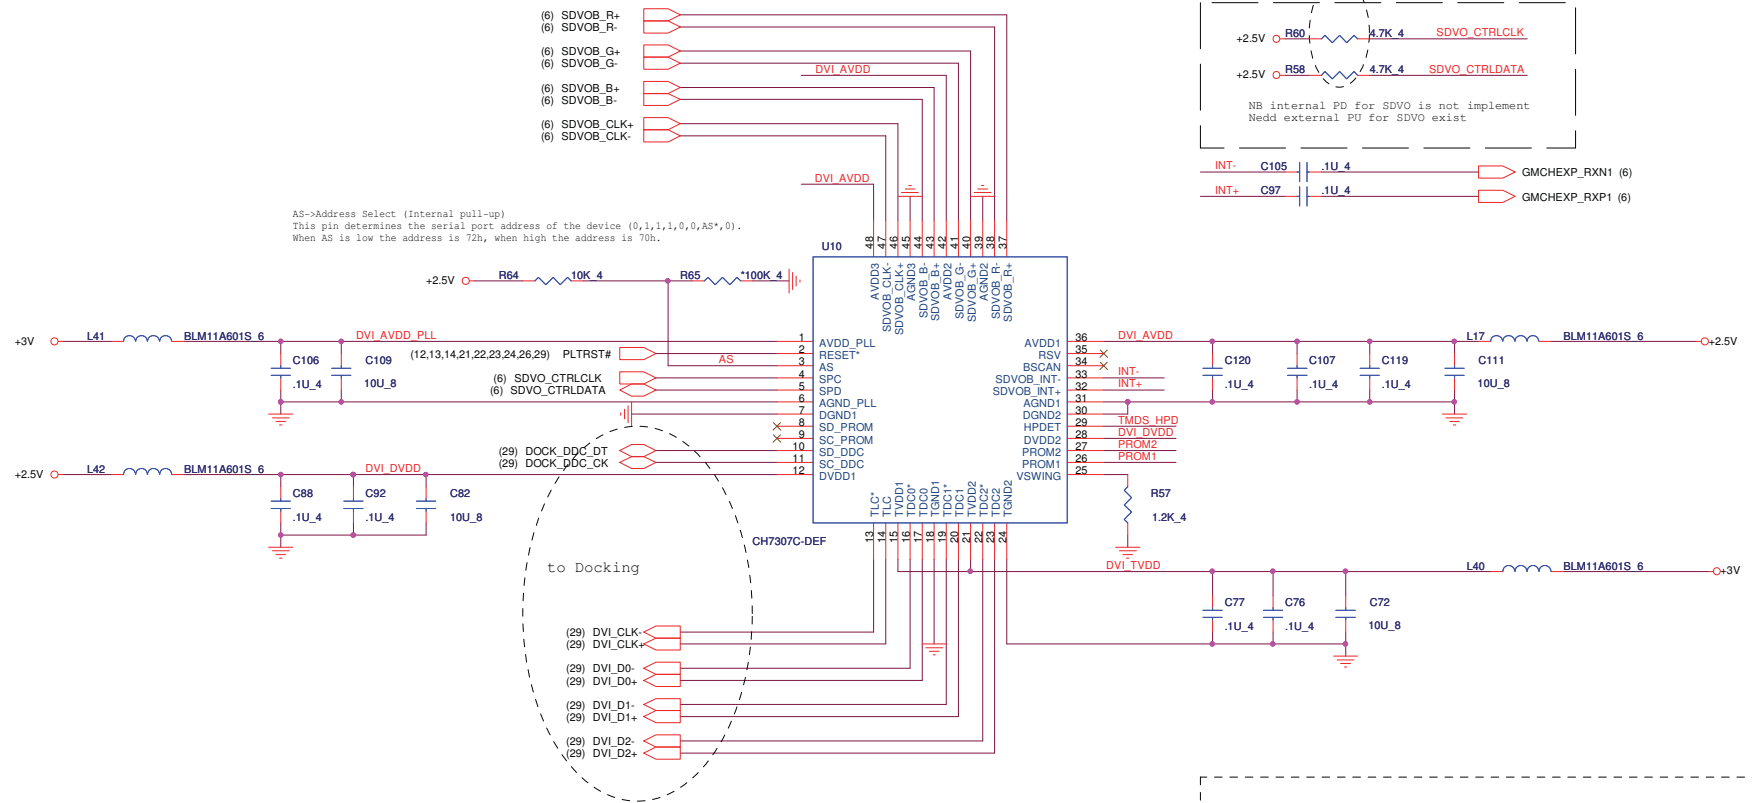 (6) SDVOB_R+
(6) SDVOB_R-
(6) SDVOB_G+
(6) SDVOB_G-
DVI_AVDD
(6) SDVOB_B+
(6) SDVOB_B-
(6) SDVOB_CLK+
(6) SDVOB_CLK-
DVI_AVDD
+2.5V R60 4.7K_4 SDVO_CTRLCLK
+2.5V R58 4.7K_4 SDVO_CTRLDATA
NB internal PD for SDVO is not implement
Nedd external PU for SDVO exist
INT- C105 .1U_4 GMCHEXP_RXN1 (6)
INT+ C97 .1U_4 GMCHEXP_RXP1 (6)
AS->Address Select (Internal pull-up)
This pin determines the serial port address of the device (0,1,1,1,0,0,AS*,0).
When AS is low the address is 72h, when high the address is 70h.
+2.5V R64 10K_4 R65 *100K_4
U10
48 47 46 45 44 43 42 41 40 39 38 37
AVDD3 SDVOB_CLK- SDVOB_CLK+ AGND3 SDVOB_B- SDVOB_B+ AVDD2 SDVOB_G- SDVOB_G+ AGND2 SDVOB_R- SDVOB_R+
+3V L41 BLM11A601S_6 DVI_AVDD_PLL
C106 .1U_4
C109 10U_8
(12,13,14,21,22,23,24,26,29) PLTRST#
AS
(6) SDVO_CTRLCLK
(6) SDVO_CTRLDATA
(29) DOCK_DDC_DT
(29) DOCK_DDC_CK
+2.5V L42 BLM11A601S_6 DVI_DVDD
C88 .1U_4
C92 .1U_4
C82 10U_8
1 AVDD_PLL
2 RESET*
3 AS
4 SPC
5 SPD
6 AGND_PLL
7 DGND1
8 SD_PROM
9 SC_PROM
10 SD_DDC
11 SC_DDC
12 DVDD1
AVDD1 36 DVI_AVDD
RSV 35
BSCAN 34
SDVOB_INT- 33 INT-
SDVOB_INT+ 32 INT+
AGND1 31
DGND2 30
HPDET 29 TMDS_HPD
DVDD2 28 DVI_DVDD
PROM2 27 PROM2
PROM1 26 PROM1
VSWING 25
L17 BLM11A601S_6 +2.5V
C120 .1U_4
C107 .1U_4
C119 .1U_4
C111 10U_8
R57 1.2K_4
TLC* TLC TVDD1 TDC0* TDC0 TGND1 TDC1* TDC1 TVDD2 TDC2* TDC2 TGND2
13 14 15 16 17 18 19 20 21 22 23 24
CH7307C-DEF
to Docking
DVI_TVDD L40 BLM11A601S_6 +3V
C77 .1U_4
C76 .1U_4
C72 10U_8
(29) DVI_CLK-
(29) DVI_CLK+
(29) DVI_D0-
(29) DVI_D0+
(29) DVI_D1-
(29) DVI_D1+
(29) DVI_D2-
(29) DVI_D2+